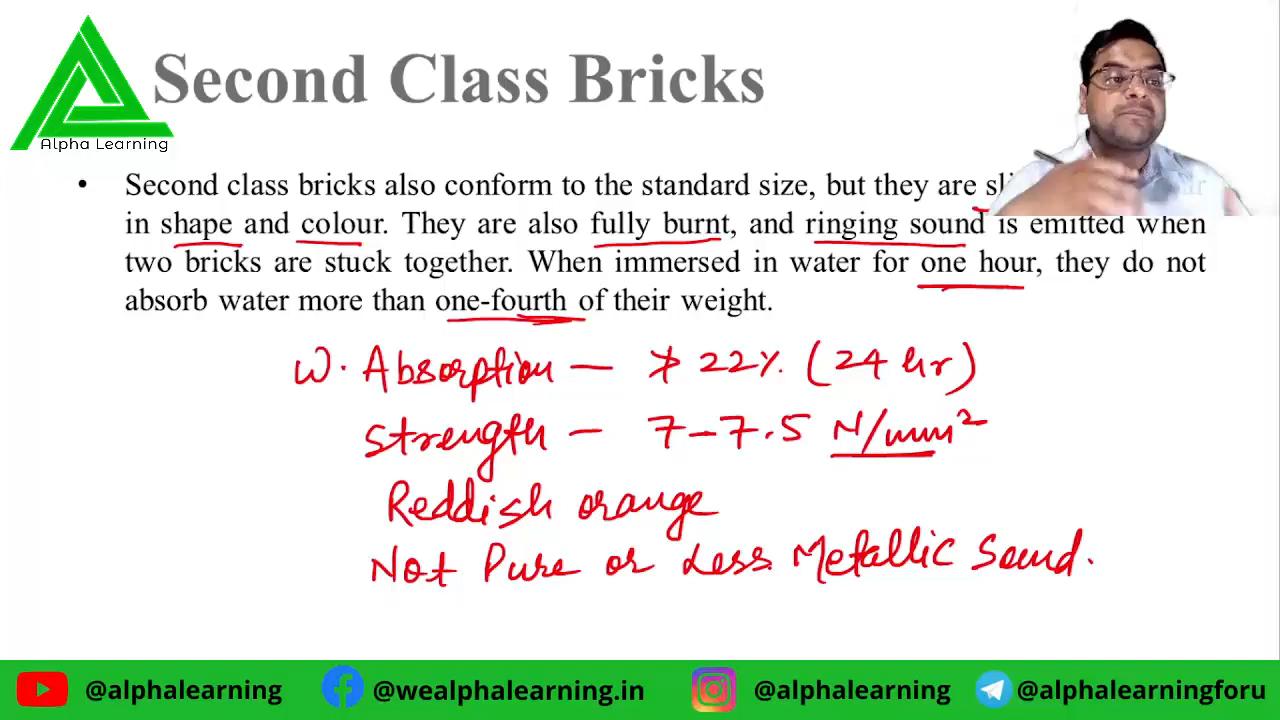 Second Class Bricks
Alpha Learning
• Second class bricks also conform to the standard size, but they are
in shape and colour. They are also fully burnt, and ringing sound is emitted when
two bricks are stuck together. When immersed in water for one hour, they do not
absorb water more than one-fourth of their weight.
W. Absorption – ≯ 22% (24 hr)
Strength – 7–7.5 N/mm²
Reddish orange
Not Pure or Less Metallic Sound.
@alphalearning @wealphalearning.in @alphalearning @alphalearningforu